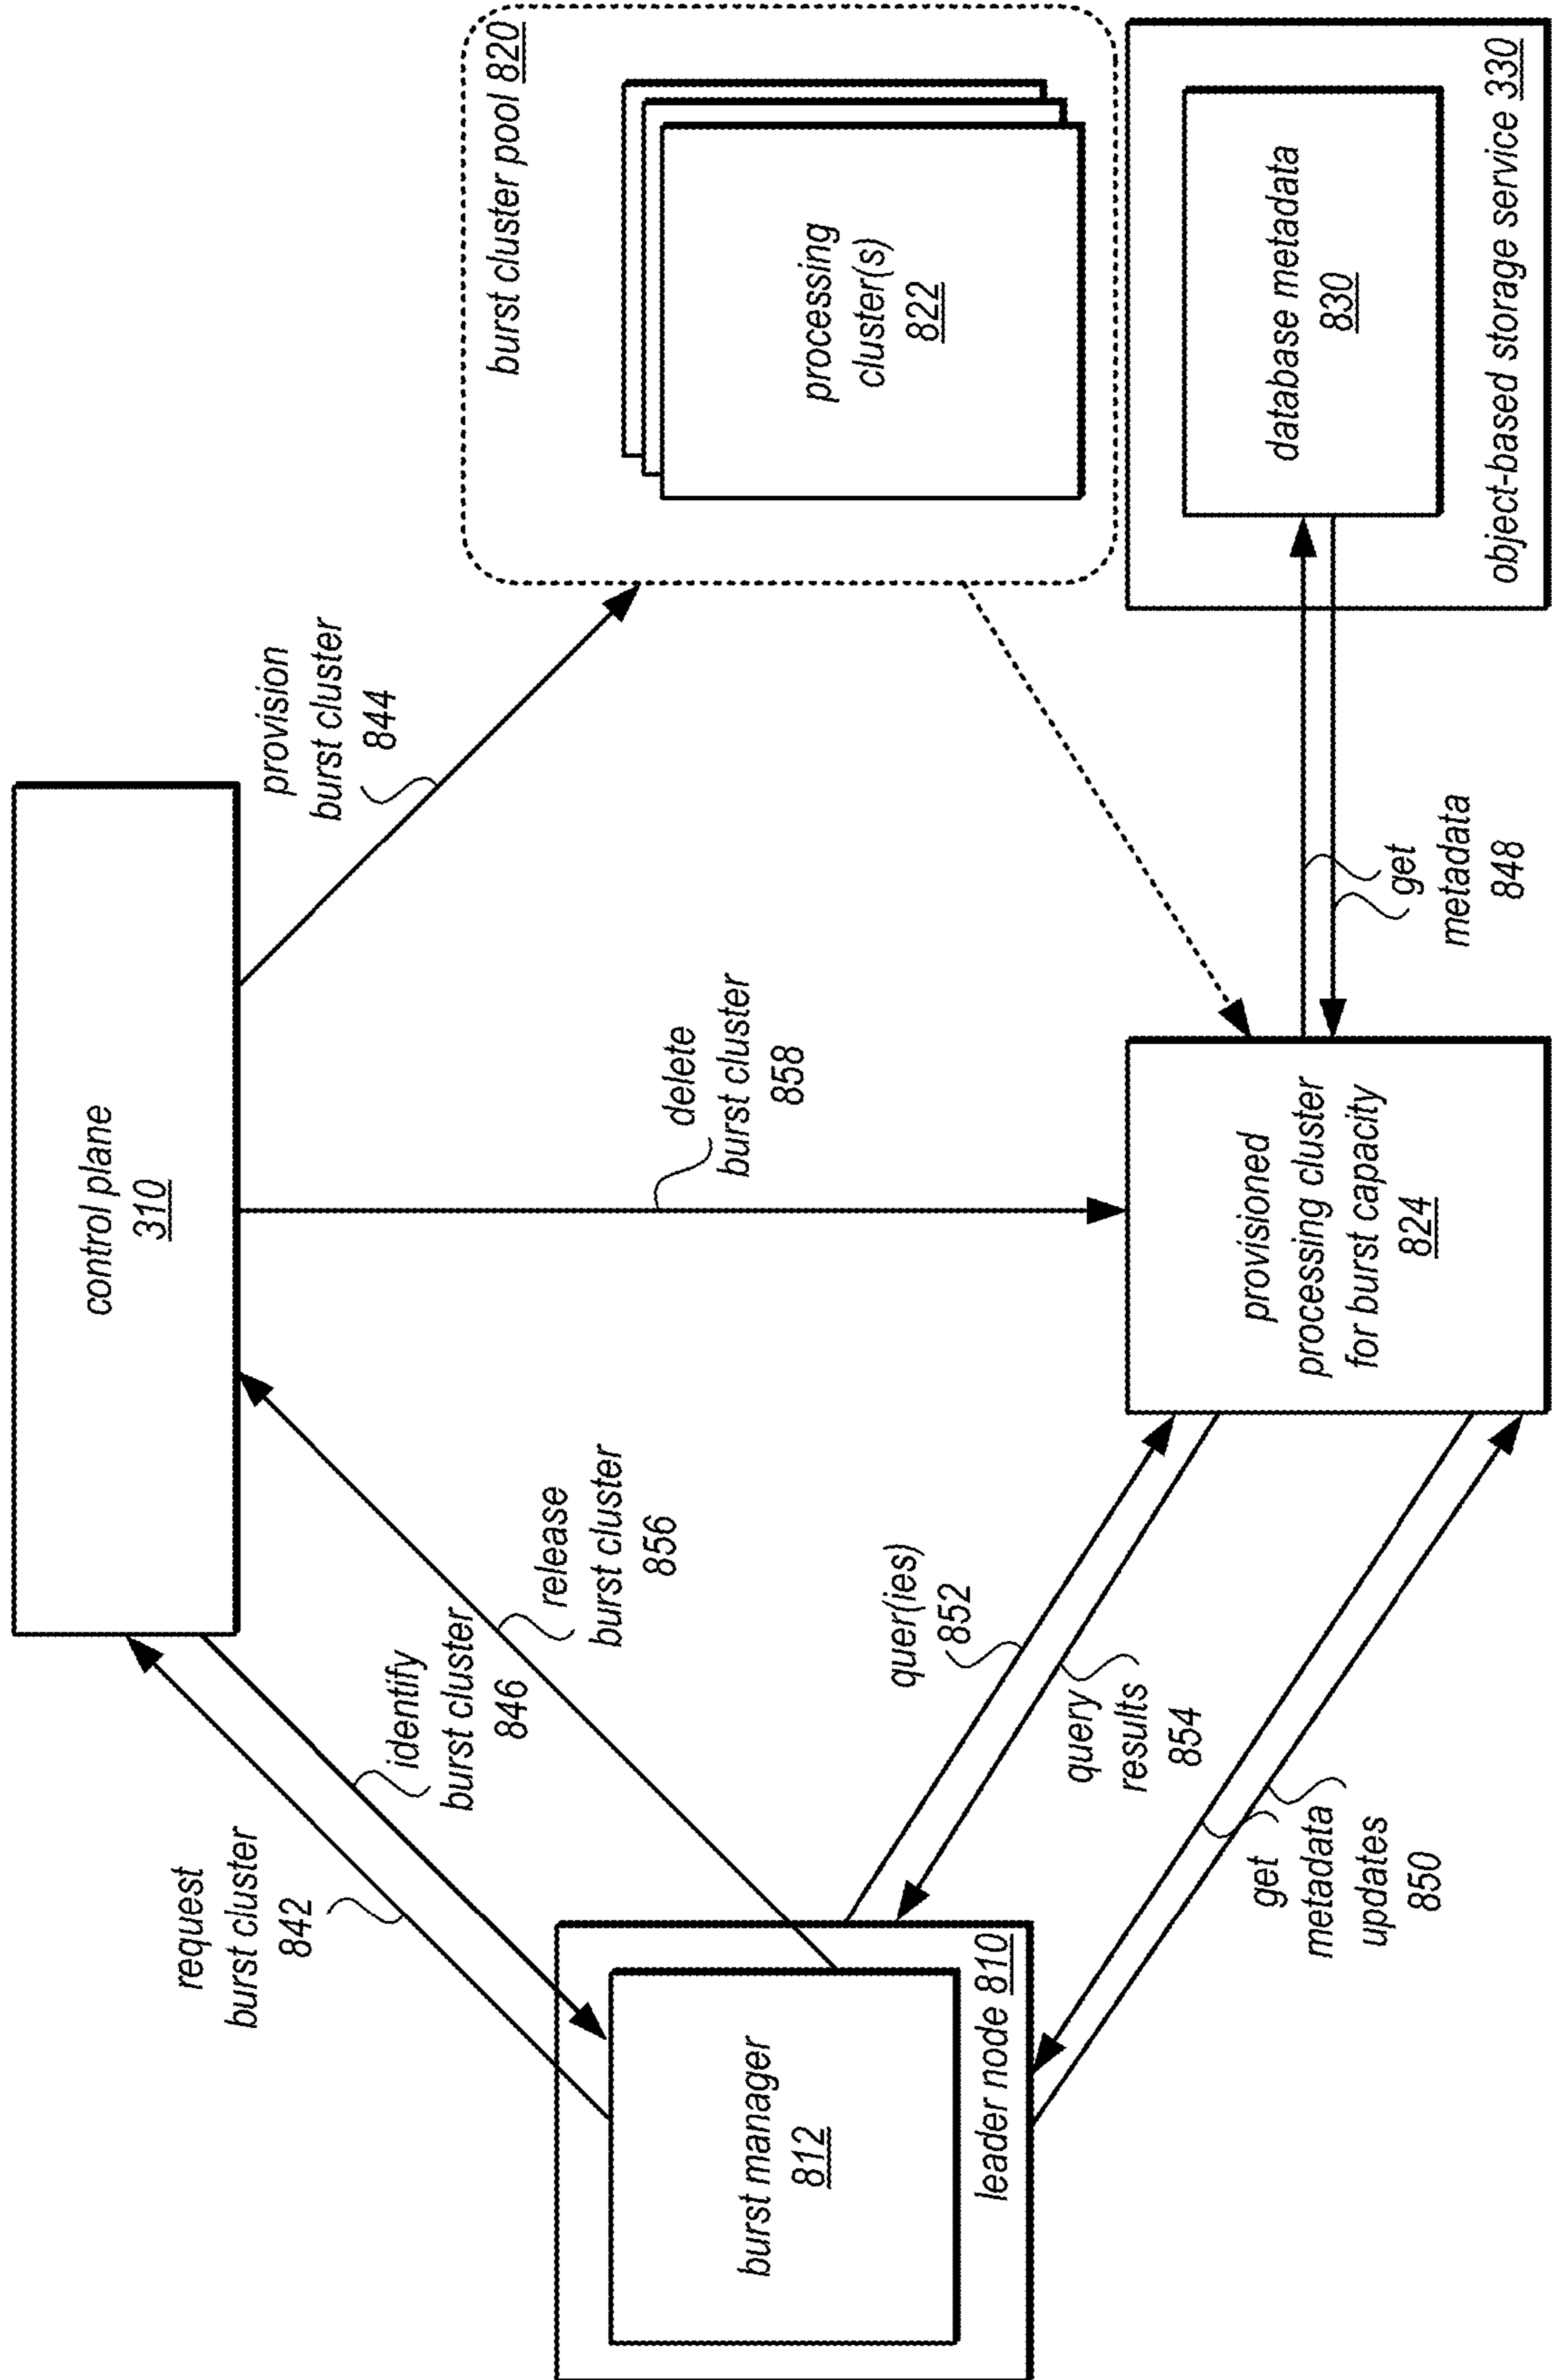 control plane
310
request
burst cluster
842
identify
burst cluster
846
release
burst cluster
856
delete
burst cluster
858
provision
burst cluster
844
burst cluster pool 820
processing
cluster(s)
822
burst manager
812
leader node 810
quer(ies)
852
query
results
854
get
metadata
updates
850
provisioned
processing cluster
for burst capacity
824
get
metadata
848
database metadata
830
object-based storage service 330